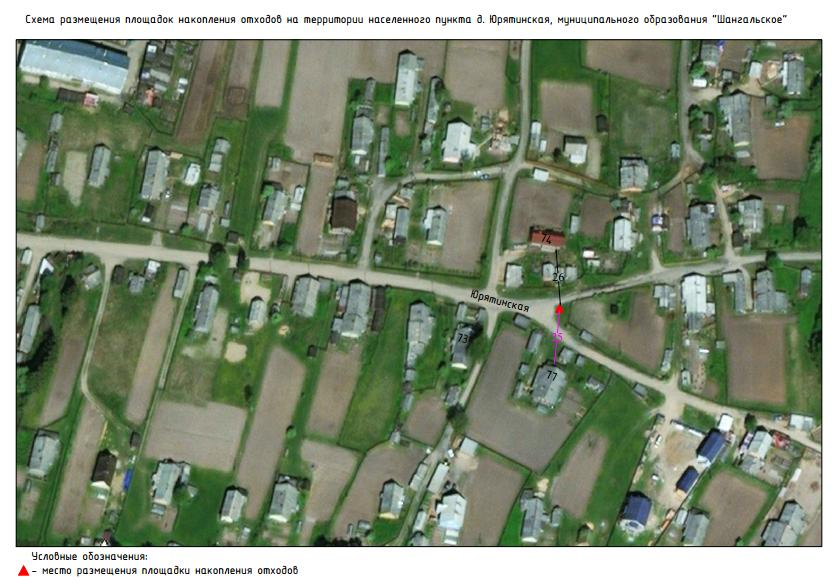 Схема размещения площадок накопления отходов на территории населенного пункта д. Юрятинская, муниципального образования "Шангальское"
74
26
Юрятинская
25
73
77
Условные обозначения:
- место размещения площадки накопления отходов